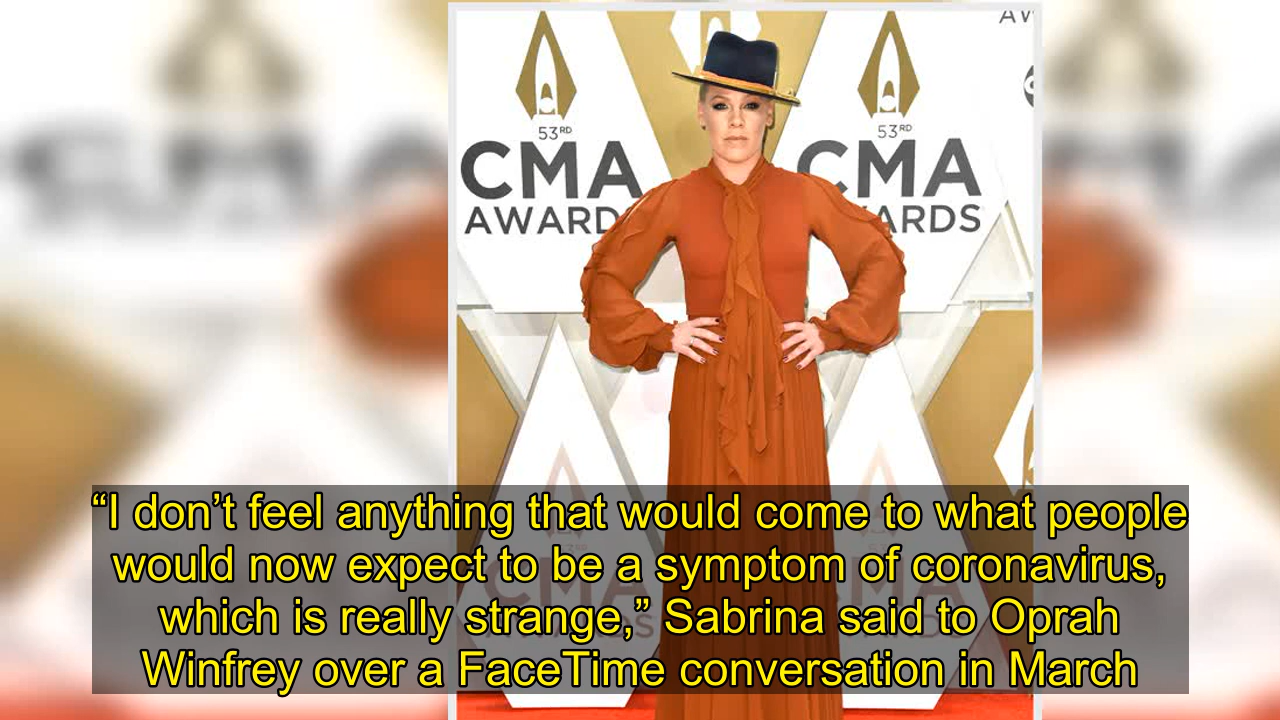 AW
53RD
CMA
AWARD
53RD
CMA
ARDS
“I don’t feel anything that would come to what people
would now expect to be a symptom of coronavirus,
which is really strange,” Sabrina said to Oprah
Winfrey over a FaceTime conversation in March